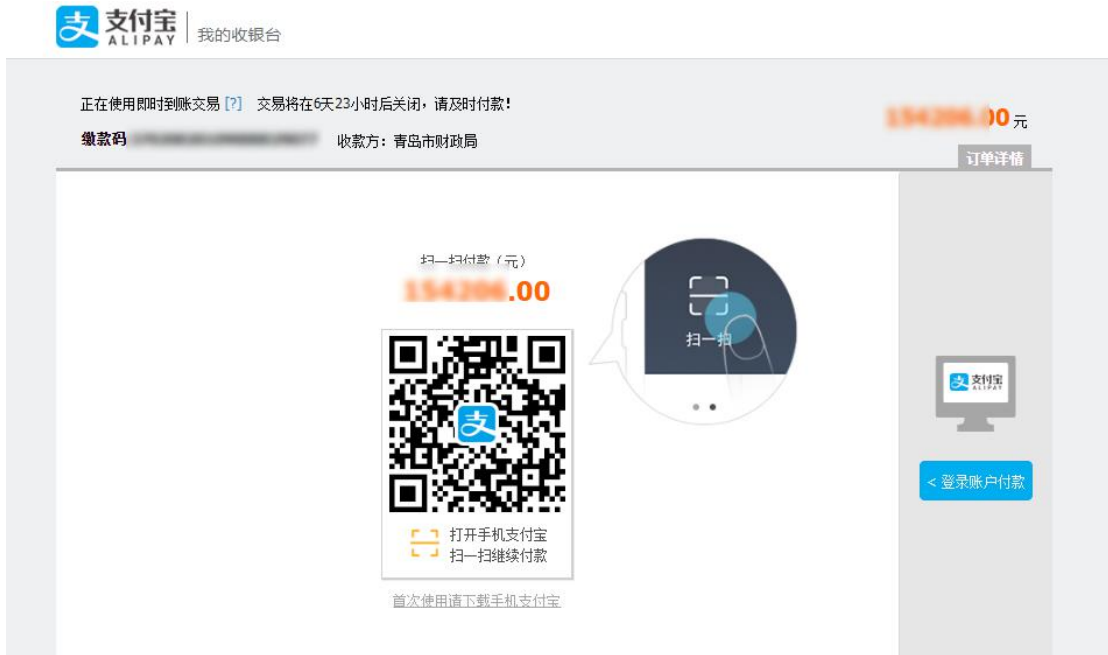 支付宝
ALIPAY
我的收银台
正在使用即时到账交易 [?] 交易将在6天23小时后关闭，请及时付款！
缴款码
收款方：青岛市财政局
.00 元
订单详情
扫一扫付款（元）
.00
扫一扫
支
打开手机支付宝
扫一扫继续付款
首次使用请下载手机支付宝
支付宝
ALIPAY
< 登录账户付款